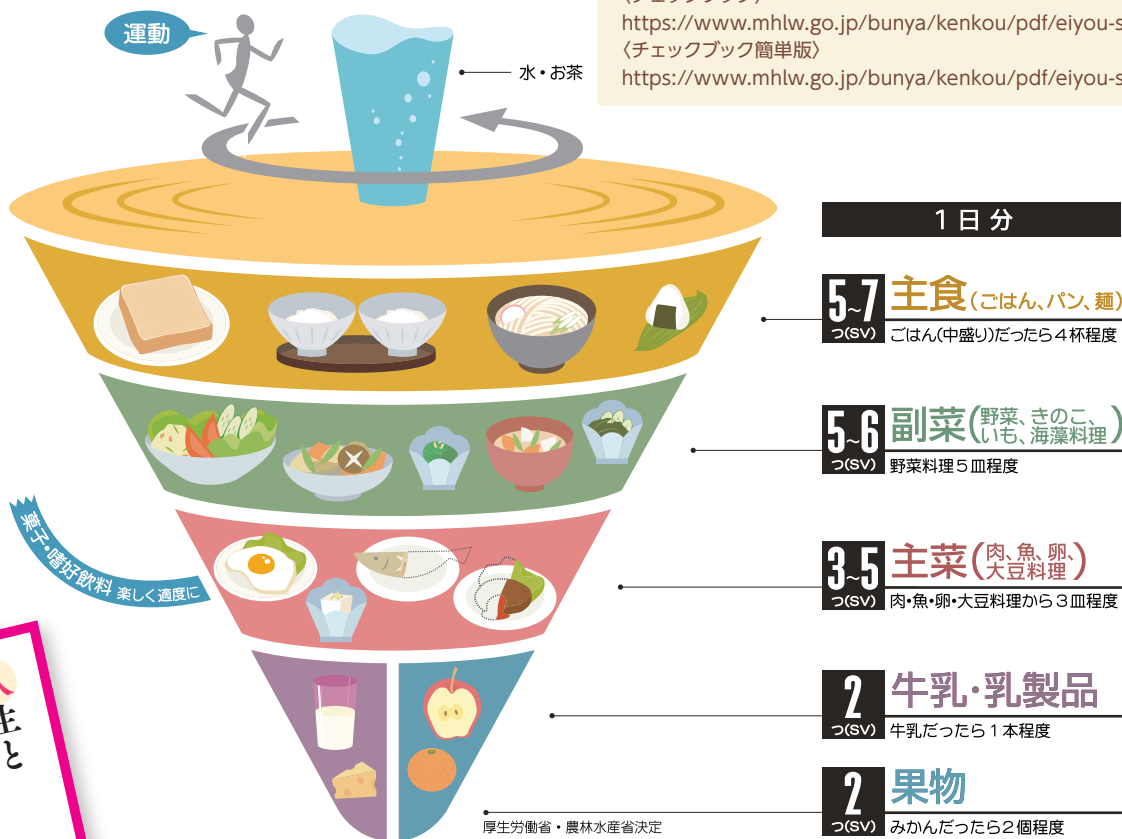 〈チェックブック〉
https://www.mhlw.go.jp/bunya/kenkou/pdf/eiyou-s
〈チェックブック簡単版〉
https://www.mhlw.go.jp/bunya/kenkou/pdf/eiyou-s
運動
水・お茶
1日分
5~7
つ(SV)
主食(ごはん、パン、麺)
ごはん(中盛り)だったら4杯程度
5~6
つ(SV)
副菜(野菜、きのこ、
いも、海藻料理)
野菜料理5皿程度
菓子・嗜好飲料 楽しく適度に
3~5
つ(SV)
主菜(肉、魚、卵、
大豆料理)
肉・魚・卵・大豆料理から3皿程度
2
つ(SV)
牛乳・乳製品
牛乳だったら1本程度
2
つ(SV)
果物
みかんだったら2個程度
厚生労働省・農林水産省決定
と